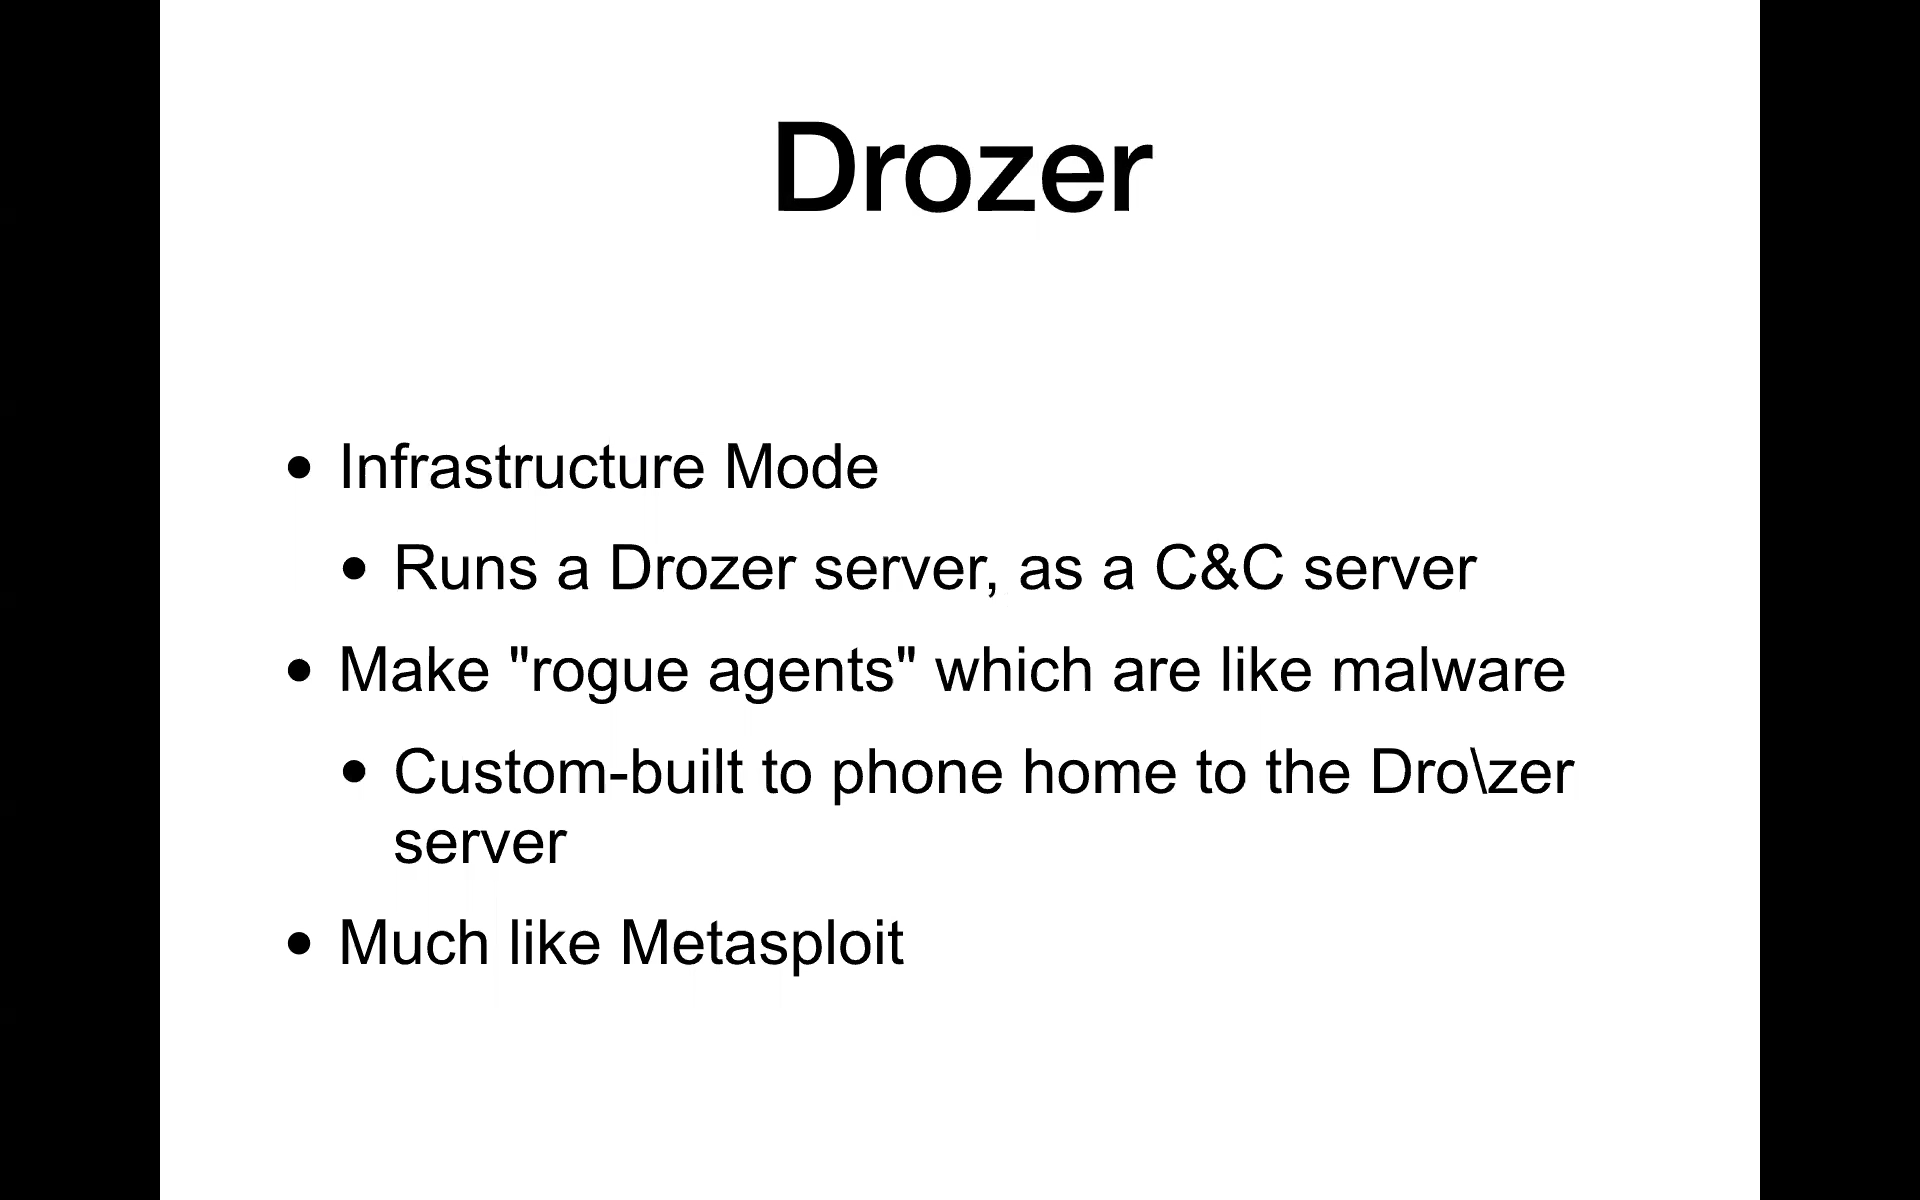 Drozer
• Infrastructure Mode
• Runs a Drozer server, as a C&C server
• Make "rogue agents" which are like malware
• Custom-built to phone home to the Dro\zer
server
• Much like Metasploit